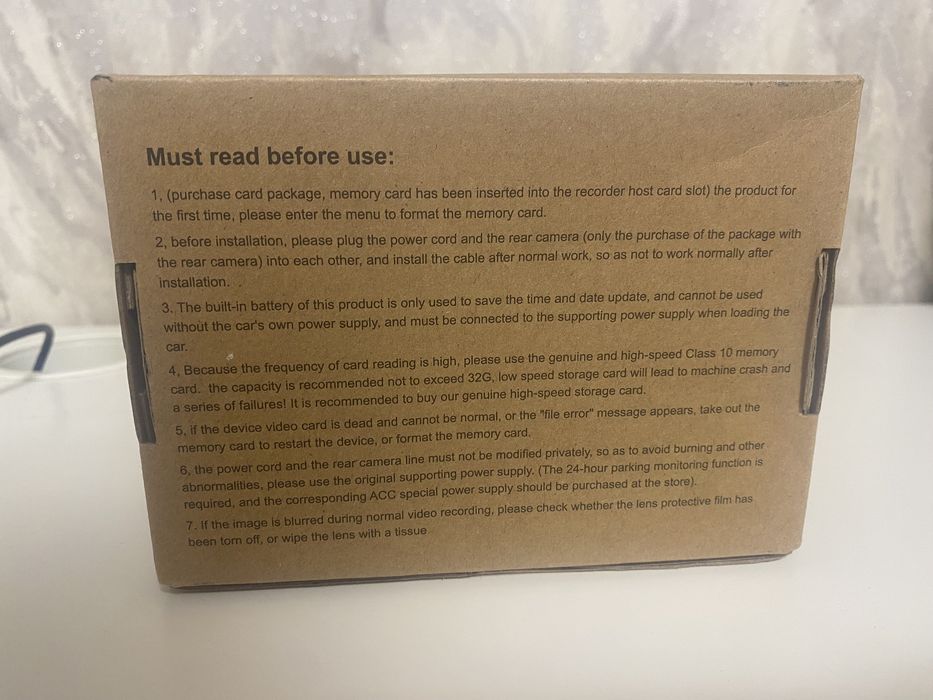 Must read before use:
1, (purchase card package, memory card has been inserted into the recorder host card slot) the product for
the first time, please enter the menu to format the memory card.
2, before installation, please plug the power cord and the rear camera (only the purchase of the package with
the rear camera) into each other, and install the cable after normal work, so as not to work normally after
installation. .
3. The built-in battery of this product is only used to save the time and date update, and cannot be used
without the car's own power supply, and must be connected to the supporting power supply when loading the
car.
4, Because the frequency of card reading is high, please use the genuine and high-speed Class 10 memory
card. the capacity is recommended not to exceed 32G, low speed storage card will lead to machine crash and
a series of failures! It is recommended to buy our genuine high-speed storage card.
5, if the device video card is dead and cannot be normal, or the "file error" message appears, take out the
memory card to restart the device, or format the memory card.
6, the power cord and the rear camera line must not be modified privately, so as to avoid burning and other
abnormalities, please use the original supporting power supply. (The 24-hour parking monitoring function is
required, and the corresponding ACC special power supply should be purchased at the store).
7. If the image is blurred during normal video recording, please check whether the lens protective film has
been torn off, or wipe the lens with a tissue